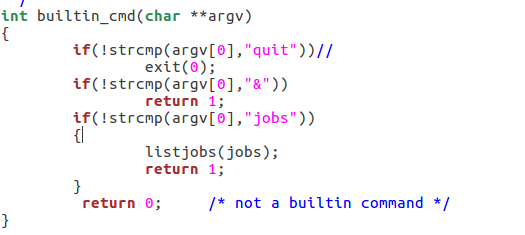 */
int builtin_cmd(char **argv)
{
        if(!strcmp(argv[0],"quit"))//
                exit(0);
        if(!strcmp(argv[0],"&"))
                return 1;
        if(!strcmp(argv[0],"jobs"))
        {
                listjobs(jobs);
                return 1;
        }
         return 0;      /* not a builtin command */
}